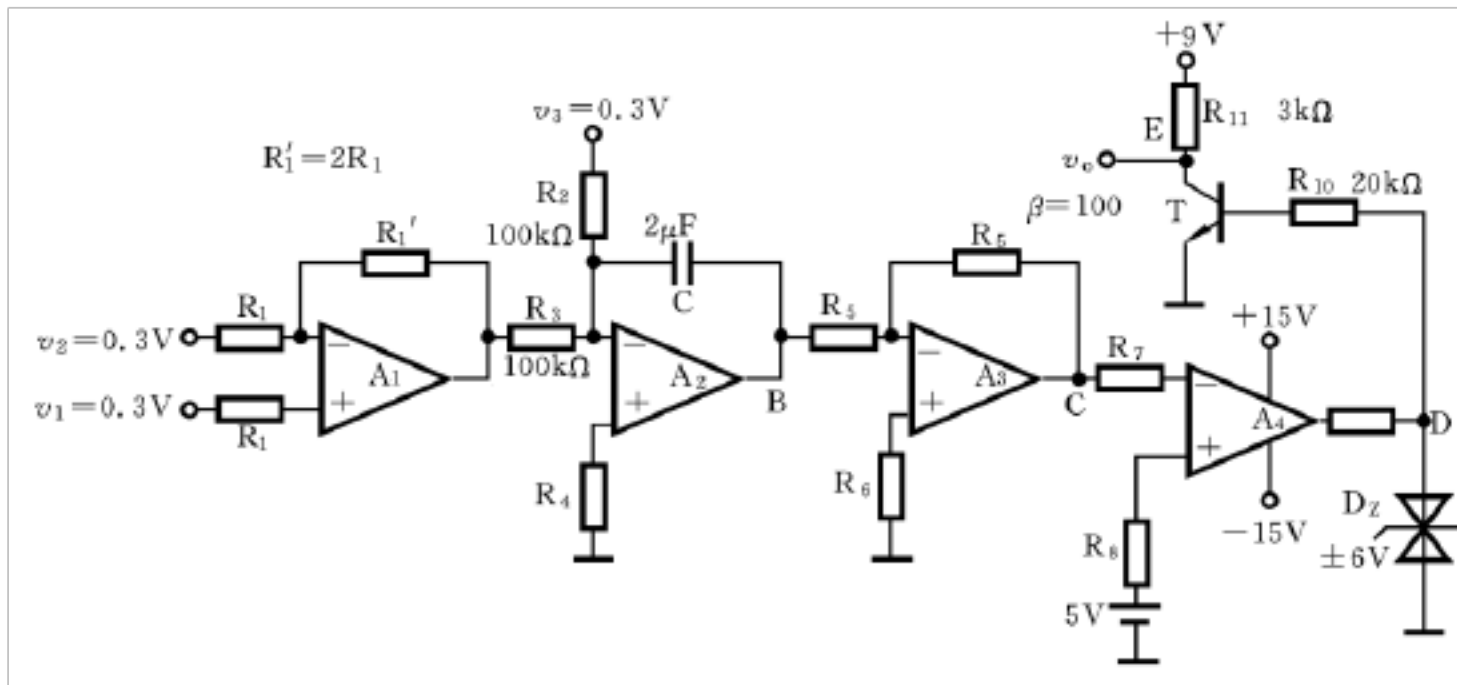 +9V
R₁₁ 3kΩ
E
v₃=0.3V
R₁′=2R₁
vₒ
R₂
R₁₀ 20kΩ
β=100
T
100kΩ
2μF
R₁′
R₅
C
R₁
R₃
R₅
+15V
v₂=0.3V
100kΩ
R₇
−
A₁
−
A₂
−
A₃
−
A₄
D
v₁=0.3V
+
+
B
+
C
+
R₁
R₄
R₆
−15V
D_Z
R₈
±6V
5V